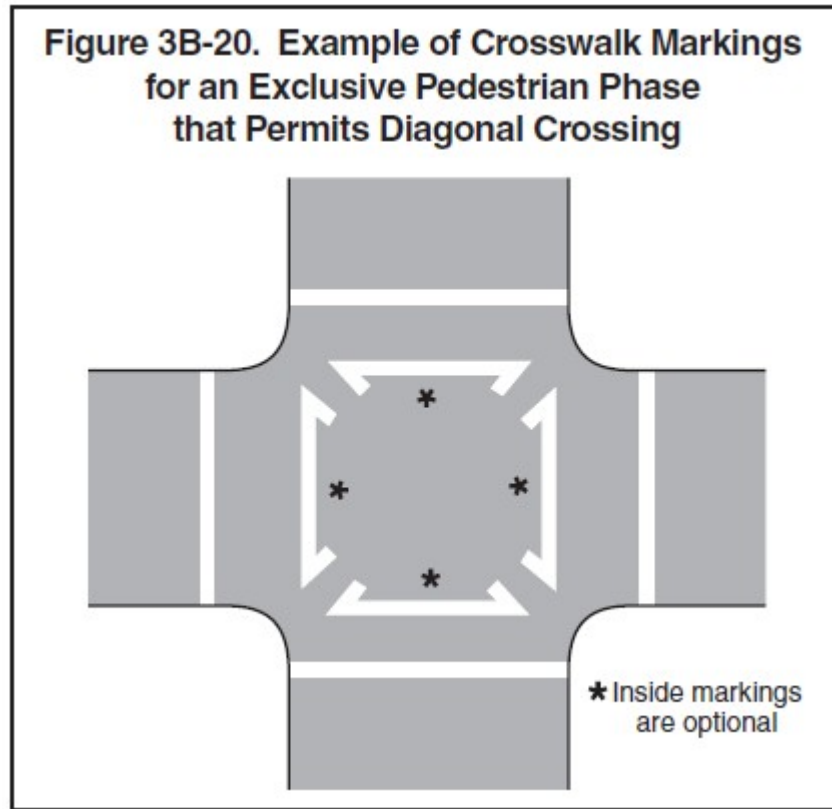 Figure 3B-20. Example of Crosswalk Markings
for an Exclusive Pedestrian Phase
that Permits Diagonal Crossing
*
*
*
*
* Inside markings
are optional